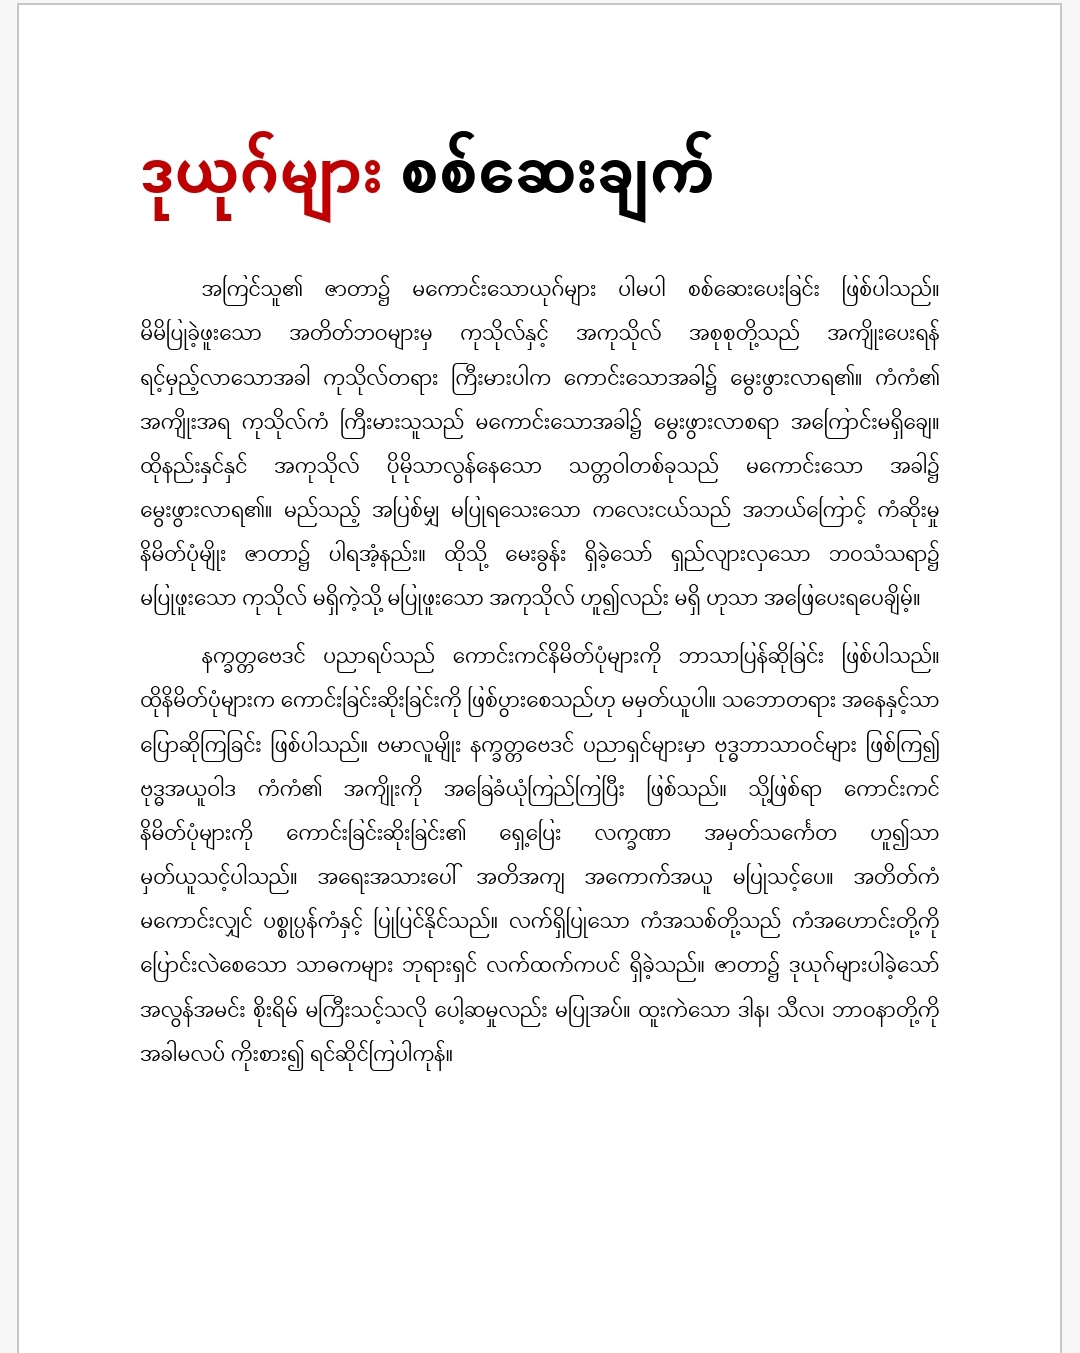 ဒုယုဂ်များ စစ်ဆေးချက်
အကြင်သူ၏ ဇာတာ၌ မကောင်းသောယုဂ်များ ပါမပါ စစ်ဆေးပေးခြင်း ဖြစ်ပါသည်။
မိမိပြုခဲ့ဖူးသော အတိတ်ဘဝများမှ ကုသိုလ်နှင့် အကုသိုလ် အစုစုတို့သည် အကျိုးပေးရန်
ရင့်မှည့်လာသောအခါ ကုသိုလ်တရား ကြီးမားပါက ကောင်းသောအခါ၌ မွေးဖွားလာရ၏။ ကံကံ၏
အကျိုးအရ ကုသိုလ်ကံ ကြီးမားသူသည် မကောင်းသောအခါ၌ မွေးဖွားလာစရာ အကြောင်းမရှိချေ။
ထိုနည်းနှင်နှင် အကုသိုလ် ပိုမိုသာလွန်နေသော သတ္တဝါတစ်ခုသည် မကောင်းသော အခါ၌
မွေးဖွားလာရ၏။ မည်သည့် အပြစ်မျှ မပြုရသေးသော ကလေးငယ်သည် အဘယ်ကြောင့် ကံဆိုးမှု
နိမိတ်ပုံမျိုး ဇာတာ၌ ပါရအံ့နည်း။ ထိုသို့ မေးခွန်း ရှိခဲ့သော် ရှည်လျားလှသော ဘဝသံသရာ၌
မပြုဖူးသော ကုသိုလ် မရှိကဲ့သို့ မပြုဖူးသော အကုသိုလ် ဟူ၍လည်း မရှိ ဟုသာ အဖြေပေးရပေချိမ့်။
နက္ခတ္တဗေဒင် ပညာရပ်သည် ကောင်းကင်နိမိတ်ပုံများကို ဘာသာပြန်ဆိုခြင်း ဖြစ်ပါသည်။
ထိုနိမိတ်ပုံများက ကောင်းခြင်းဆိုးခြင်းကို ဖြစ်ပွားစေသည်ဟု မမှတ်ယူပါ။ သဘောတရား အနေနှင့်သာ
ပြောဆိုကြခြင်း ဖြစ်ပါသည်။ ဗမာလူမျိုး နက္ခတ္တဗေဒင် ပညာရှင်များမှာ ဗုဒ္ဓဘာသာဝင်များ ဖြစ်ကြ၍
ဗုဒ္ဓအယူဝါဒ ကံကံ၏ အကျိုးကို အခြေခံယုံကြည်ကြပြီး ဖြစ်သည်။ သို့ဖြစ်ရာ ကောင်းကင်
နိမိတ်ပုံများကို ကောင်းခြင်းဆိုးခြင်း၏ ရှေ့ပြေး လက္ခဏာ အမှတ်သင်္ကေတ ဟူ၍သာ
မှတ်ယူသင့်ပါသည်။ အရေးအသားပေါ် အတိအကျ အကောက်အယူ မပြုသင့်ပေ။ အတိတ်ကံ
မကောင်းလျှင် ပစ္စုပ္ပန်ကံနှင့် ပြုပြင်နိုင်သည်။ လက်ရှိပြုသော ကံအသစ်တို့သည် ကံအဟောင်းတို့ကို
ပြောင်းလဲစေသော သာဓကများ ဘုရားရှင် လက်ထက်ကပင် ရှိခဲ့သည်။ ဇာတာ၌ ဒုယုဂ်များပါခဲ့သော်
အလွန်အမင်း စိုးရိမ် မကြီးသင့်သလို ပေါ့ဆမှုလည်း မပြုအပ်။ ထူးကဲသော ဒါန၊ သီလ၊ ဘာဝနာတို့ကို
အခါမလပ် ကိုးစား၍ ရင်ဆိုင်ကြပါကုန်။